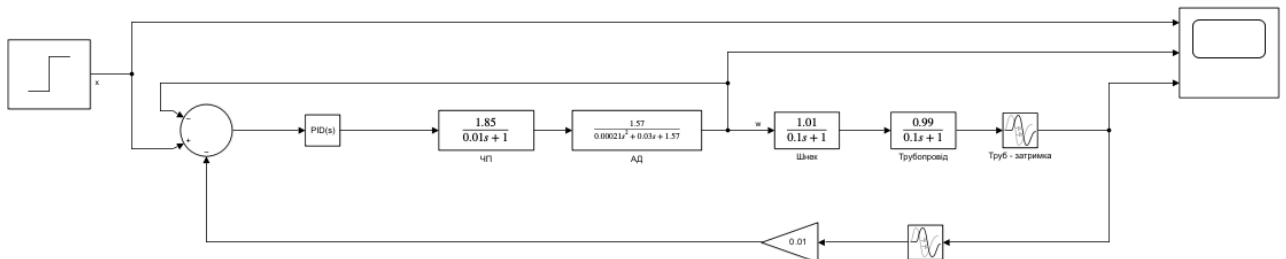 x
−
+
−
PID(s)
1.85
0.01s + 1
ЧП
1.57
0.00021s² + 0.03s + 1.57
АД
w
1.01
0.1s + 1
Шнек
0.99
0.1s + 1
Трубопровід
Труб - затримка
0.01